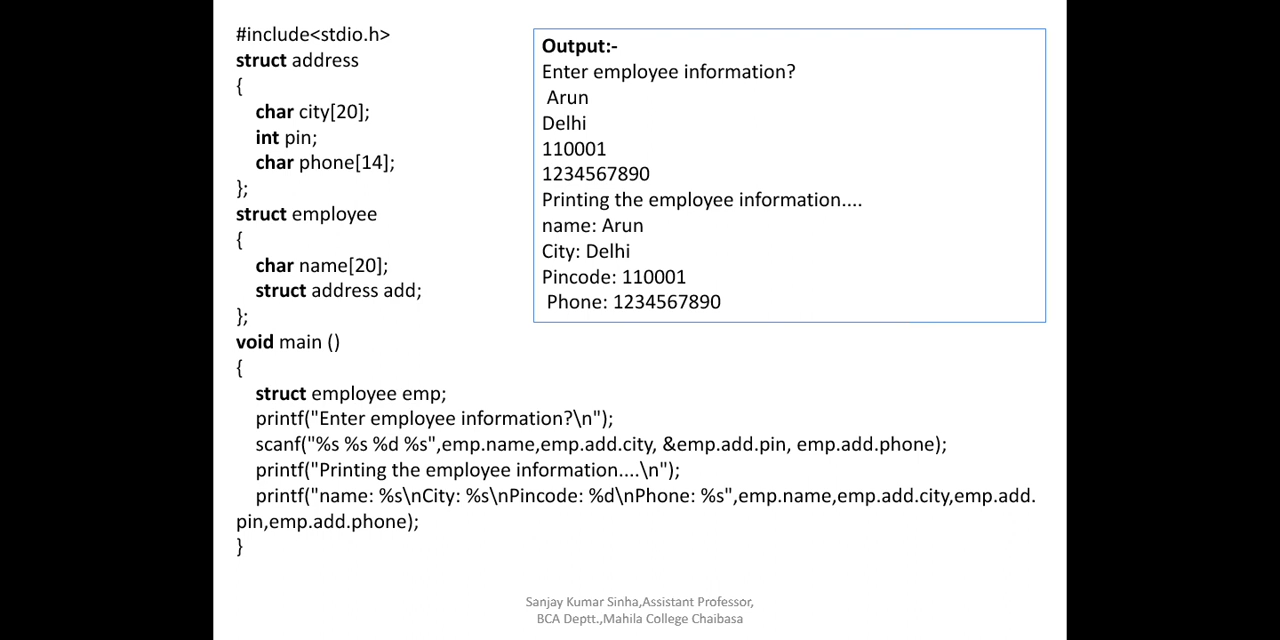 #include<stdio.h>
struct address
{
char city[20];
int pin;
char phone[14];
};
struct employee
{
char name[20];
struct address add;
};
void main ()
{
struct employee emp;
printf("Enter employee information?\n");
scanf("%s %s %d %s",emp.name,emp.add.city, &emp.add.pin, emp.add.phone);
printf("Printing the employee information....\n");
printf("name: %s\nCity: %s\nPincode: %d\nPhone: %s",emp.name,emp.add.city,emp.add.
pin,emp.add.phone);
}
Output:-
Enter employee information?
Arun
Delhi
110001
1234567890
Printing the employee information....
name: Arun
City: Delhi
Pincode: 110001
Phone: 1234567890
Sanjay Kumar Sinha,Assistant Professor,
BCA Deptt.,Mahila College Chaibasa